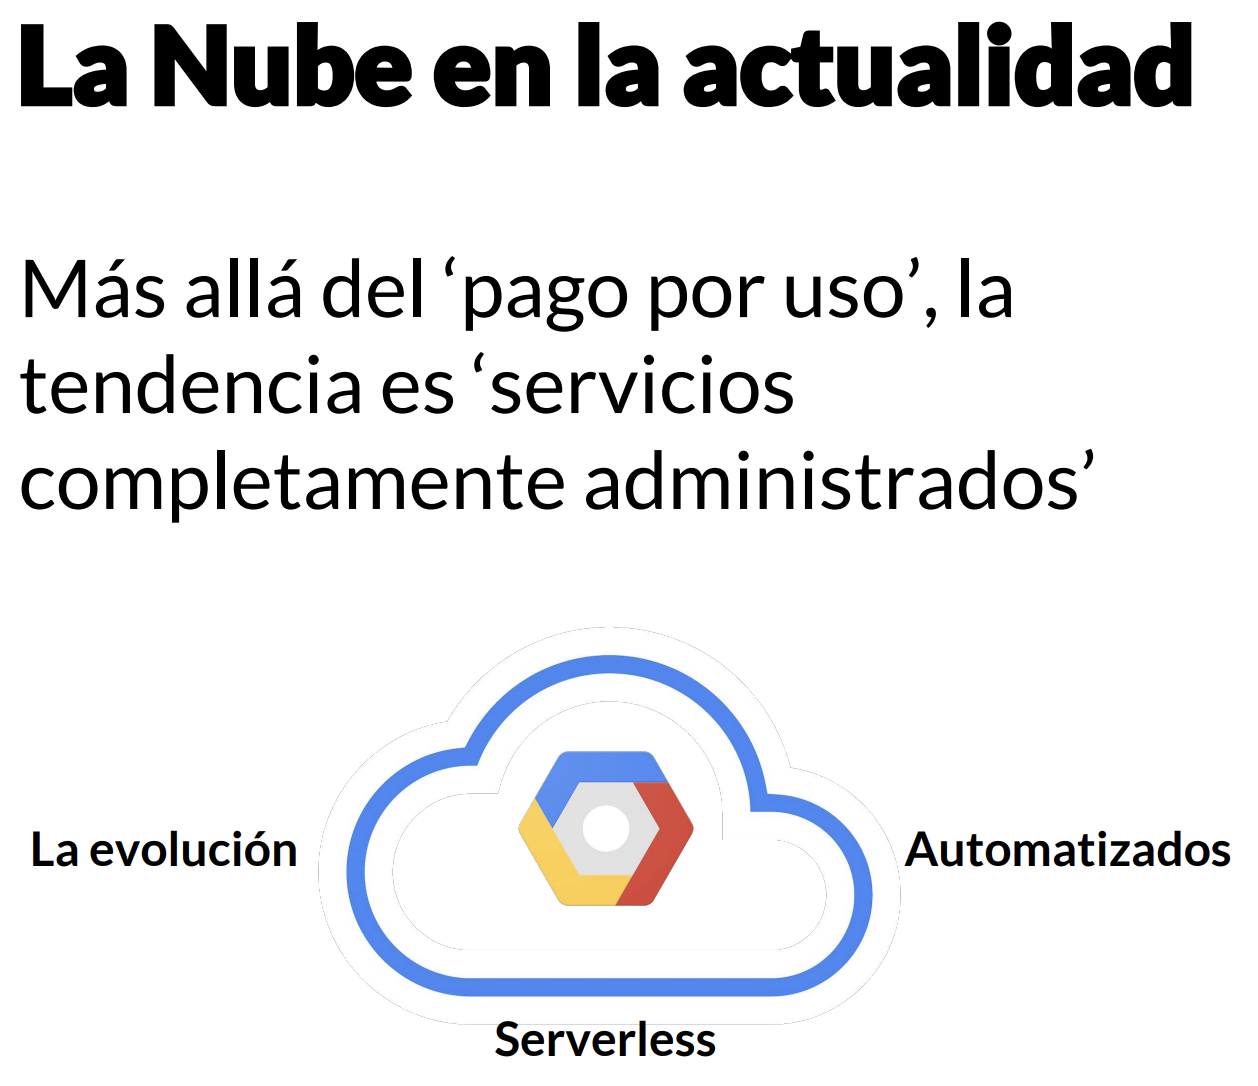 La Nube en la actualidad
Más allá del ‘pago por uso’, la
tendencia es ‘servicios
completamente administrados’
La evolución
Automatizados
Serverless